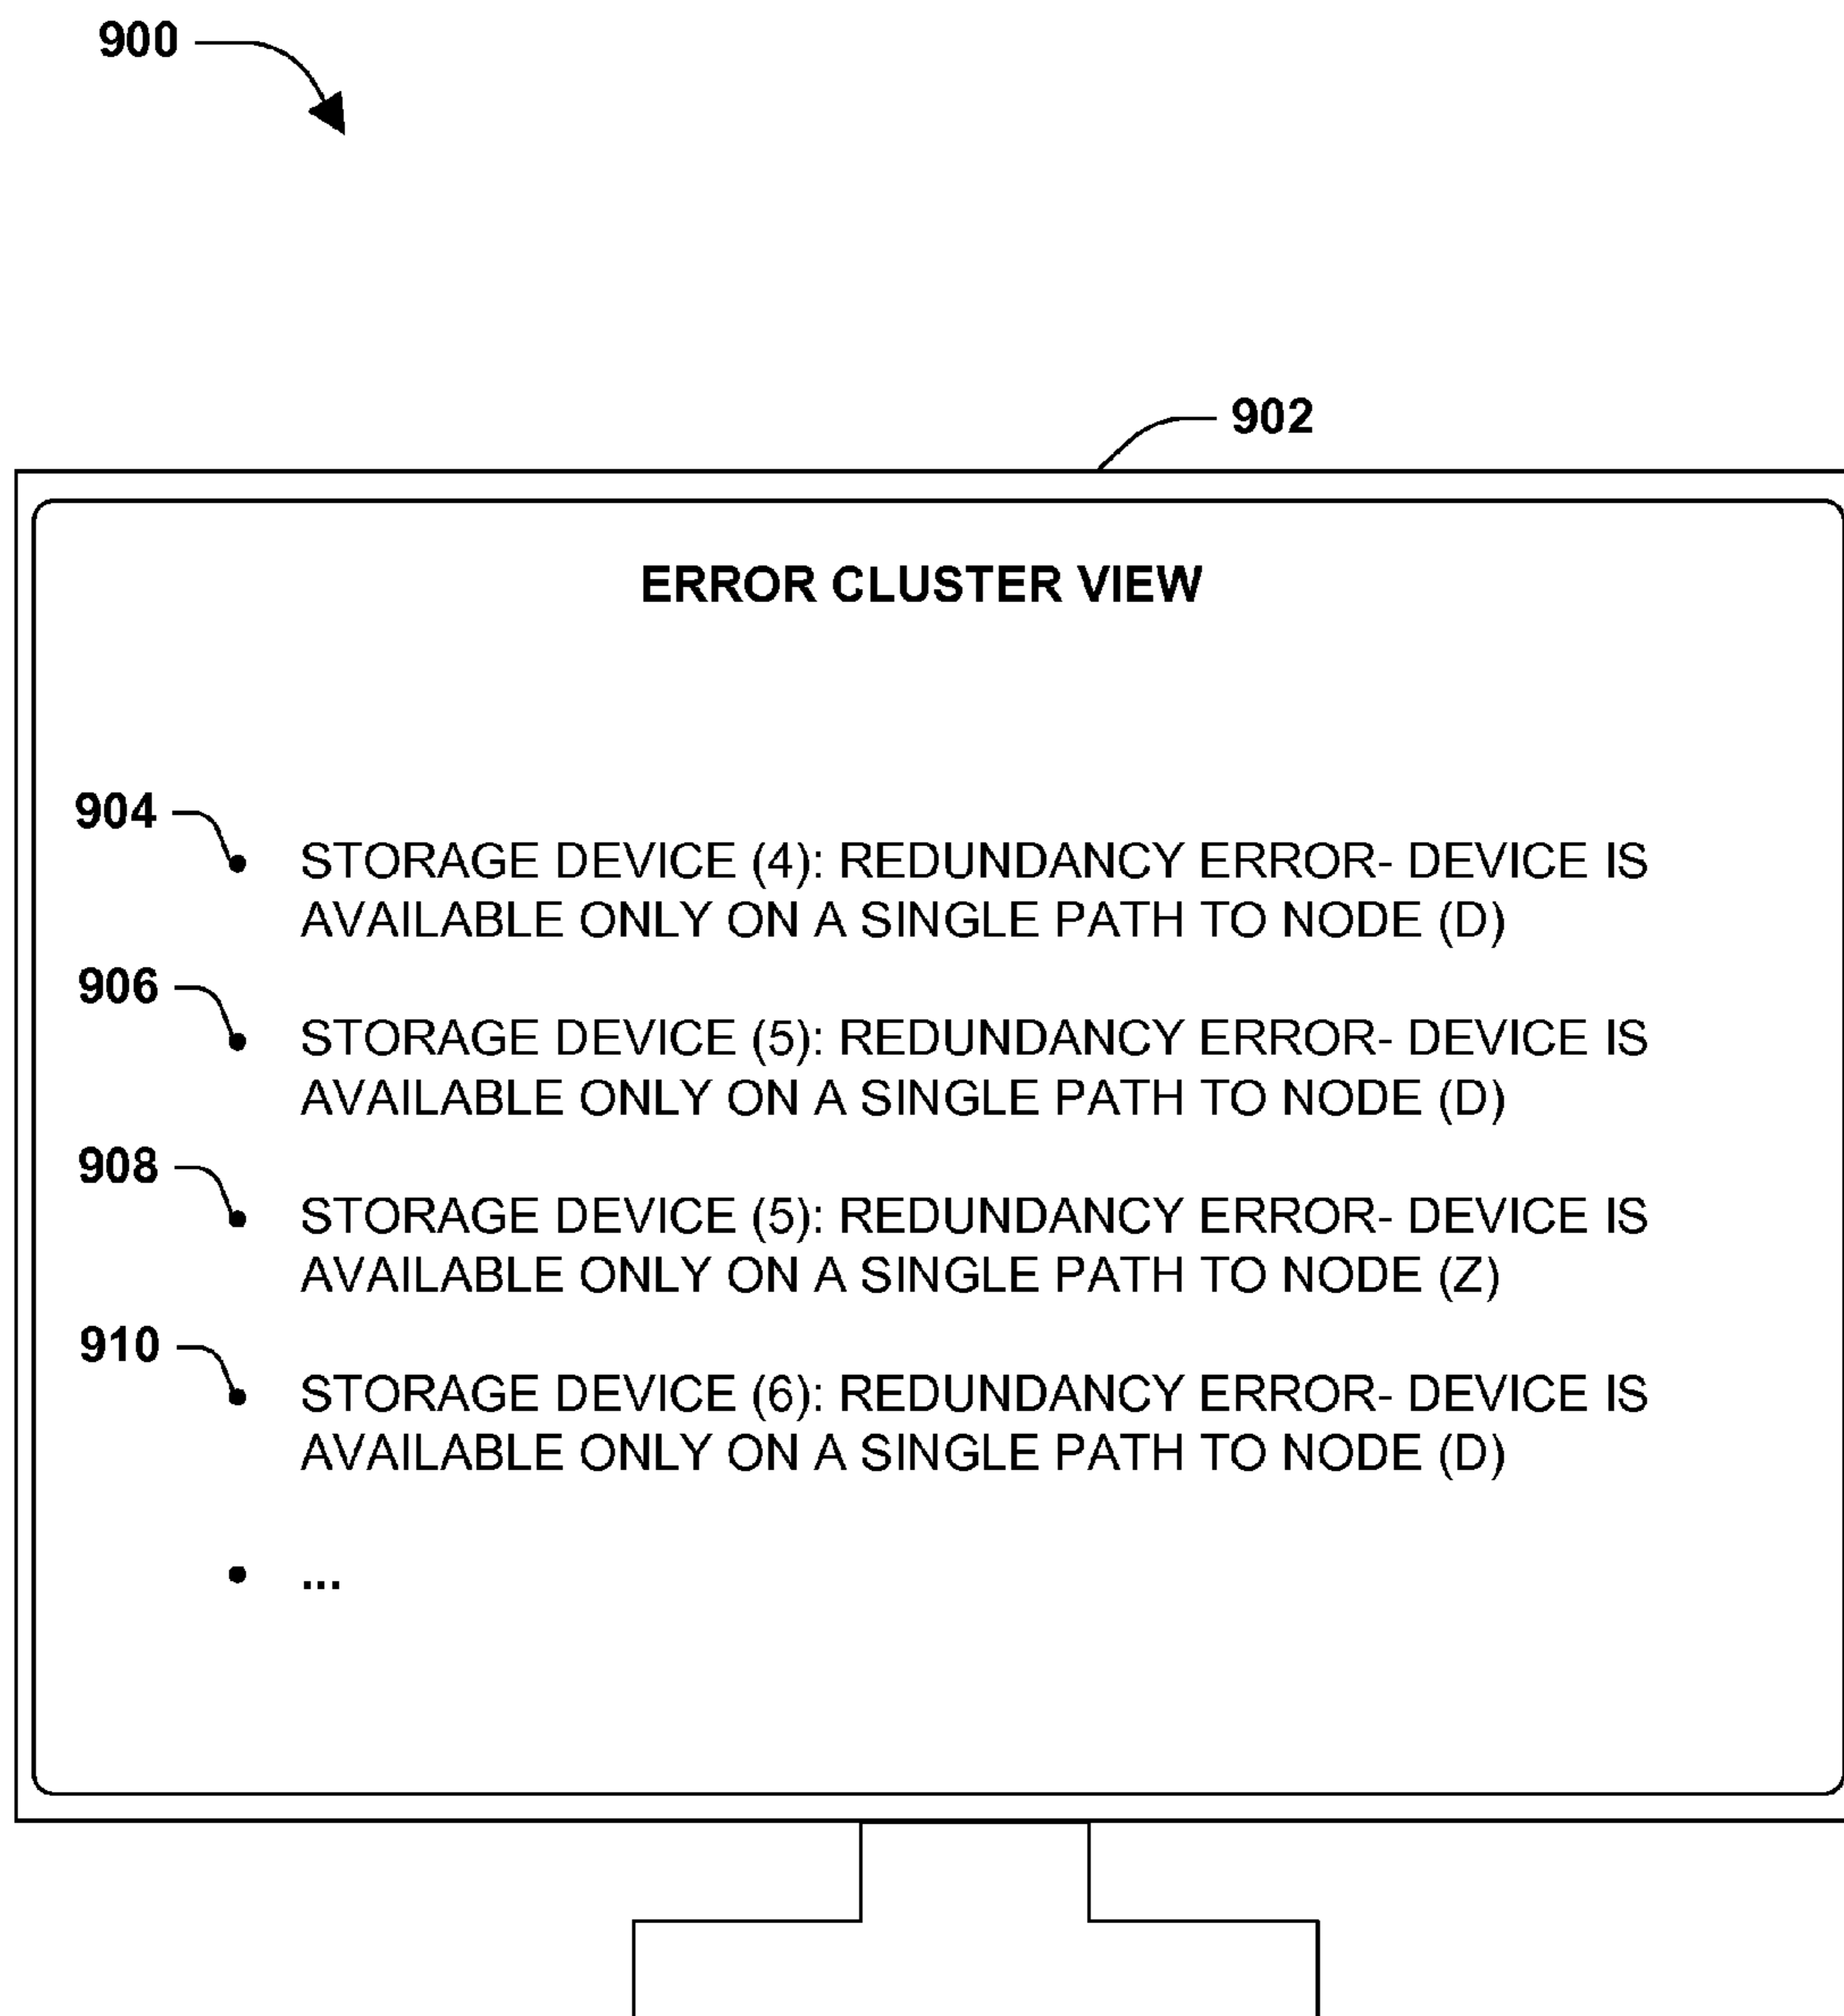 900
902
ERROR CLUSTER VIEW
904
STORAGE DEVICE (4): REDUNDANCY ERROR- DEVICE IS
AVAILABLE ONLY ON A SINGLE PATH TO NODE (D)
906
STORAGE DEVICE (5): REDUNDANCY ERROR- DEVICE IS
AVAILABLE ONLY ON A SINGLE PATH TO NODE (D)
908
STORAGE DEVICE (5): REDUNDANCY ERROR- DEVICE IS
AVAILABLE ONLY ON A SINGLE PATH TO NODE (Z)
910
STORAGE DEVICE (6): REDUNDANCY ERROR- DEVICE IS
AVAILABLE ONLY ON A SINGLE PATH TO NODE (D)
• ...